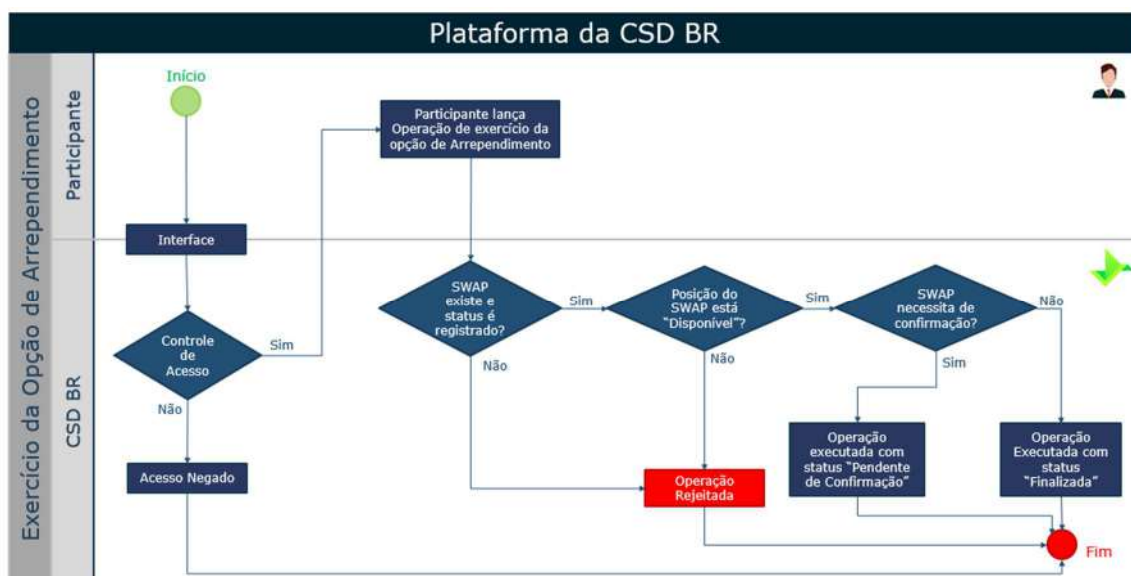 Plataforma da CSD BR
Exercício da Opção de Arrependimento
Participante
Início
Participante lança
Operação de exercício da
opção de Arrependimento
Interface
CSD BR
Controle
de
Acesso
Sim
Não
Acesso Negado
SWAP
existe e
status é
registrado?
Sim
Não
Posição do
SWAP está
“Disponível”?
Sim
Não
SWAP
necessita de
confirmação?
Não
Sim
Operação
Rejeitada
Operação
executada com
status “Pendente
de Confirmação”
Operação
Executada com
status
“Finalizada”
Fim